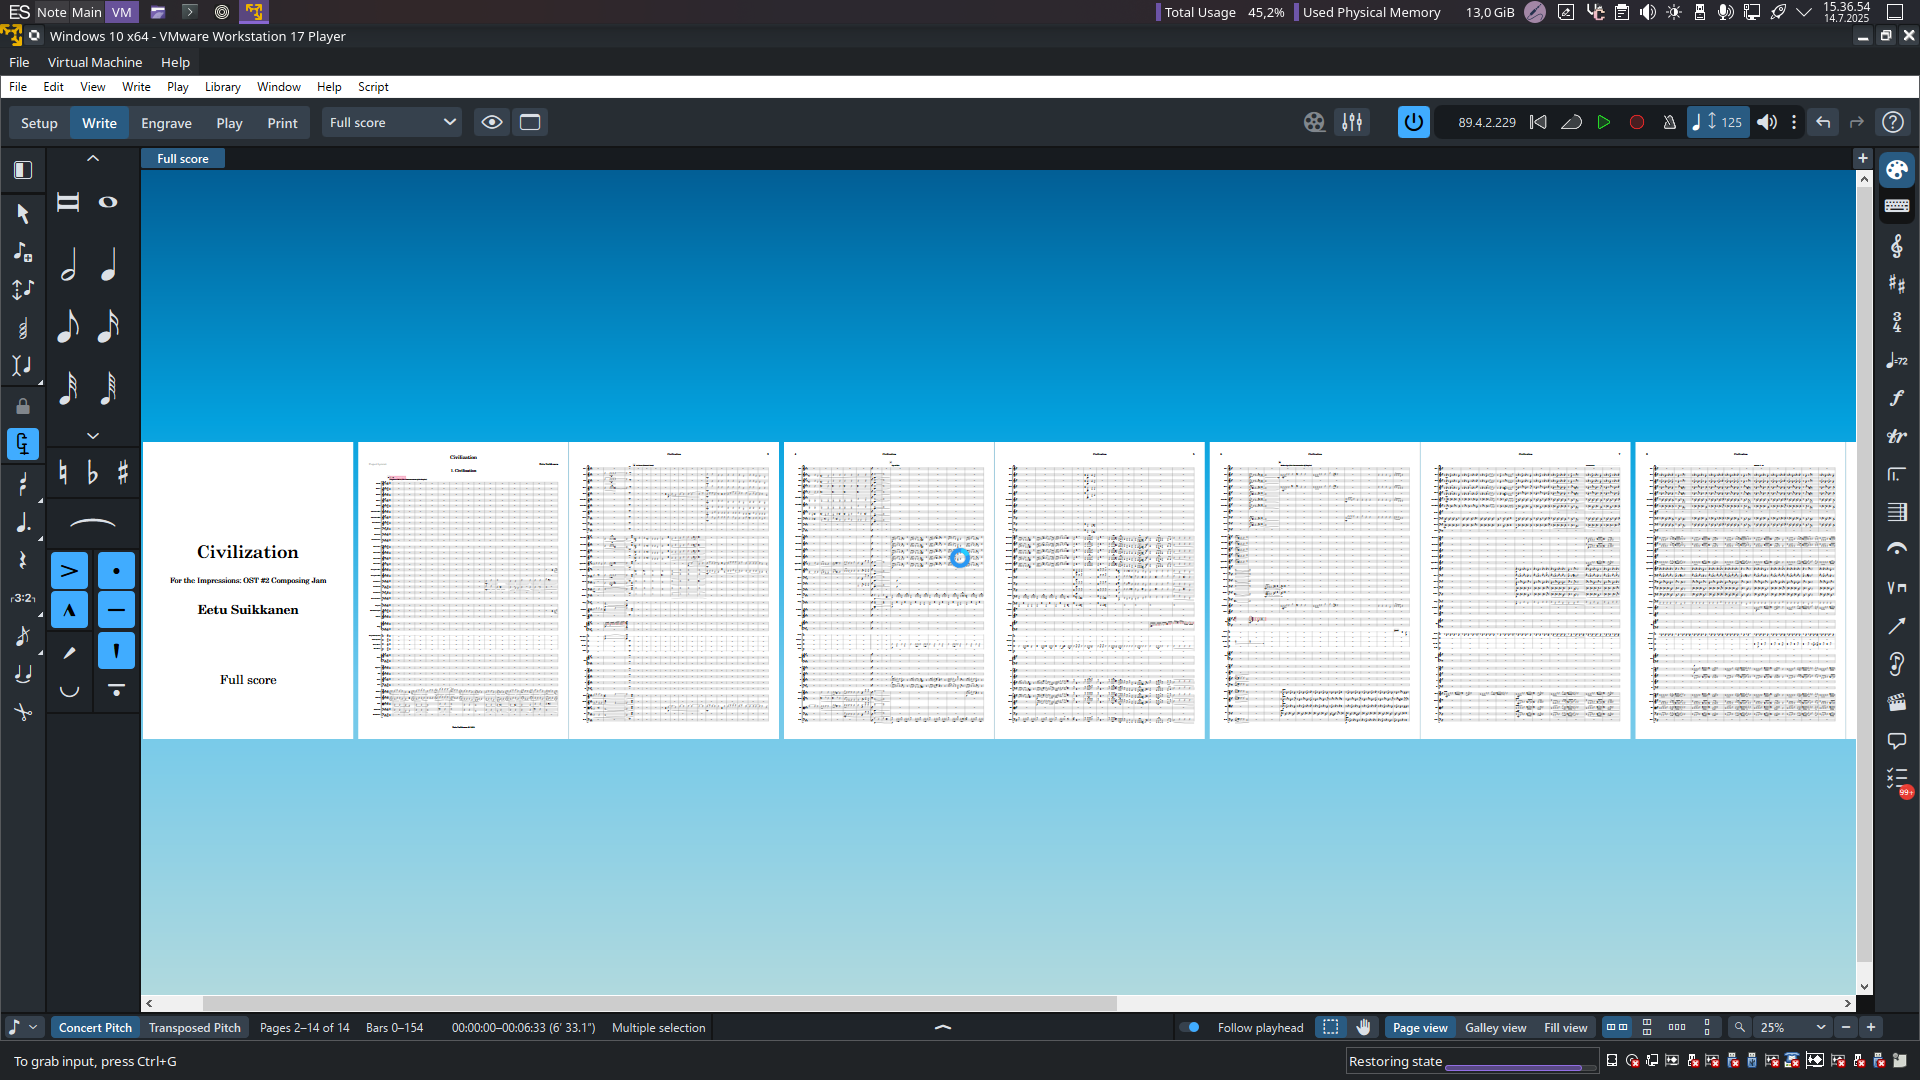 ES Note Main VM
Total Usage 45,2% Used Physical Memory 13,0 GiB
15.36.54
14.7.2025
Windows 10 x64 - VMware Workstation 17 Player
File Virtual Machine Help
File Edit View Write Play Library Window Help Script
Setup Write Engrave Play Print Full score 89.4.2.229 125
Full score
Civilization
For the Impressions: OST #2 Composing Jam
Eetu Suikkanen
Full score
Civilization
1. Civilization
3:2
3
4
=72
99+
Concert Pitch Transposed Pitch Pages 2–14 of 14 Bars 0–154 00:00:00–00:06:33 (6' 33.1") Multiple selection Follow playhead Page view Galley view Fill view 25%
To grab input, press Ctrl+G
Restoring state